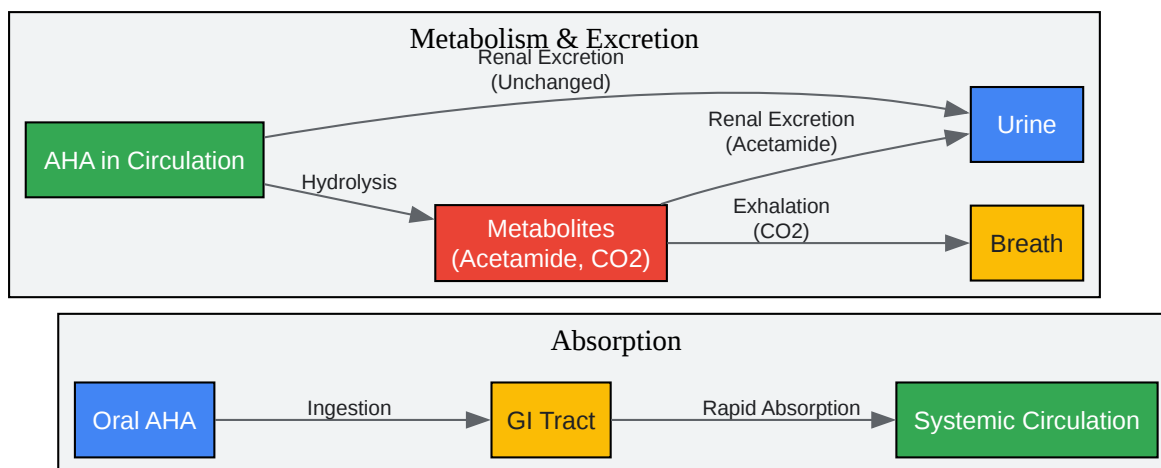 Metabolism & Excretion
Renal Excretion
(Unchanged)
Renal Excretion
(Acetamide)
Urine
AHA in Circulation
Hydrolysis
Metabolites
(Acetamide, CO2)
Exhalation
(CO2)
Breath
Absorption
Oral AHA
Ingestion
GI Tract
Rapid Absorption
Systemic Circulation